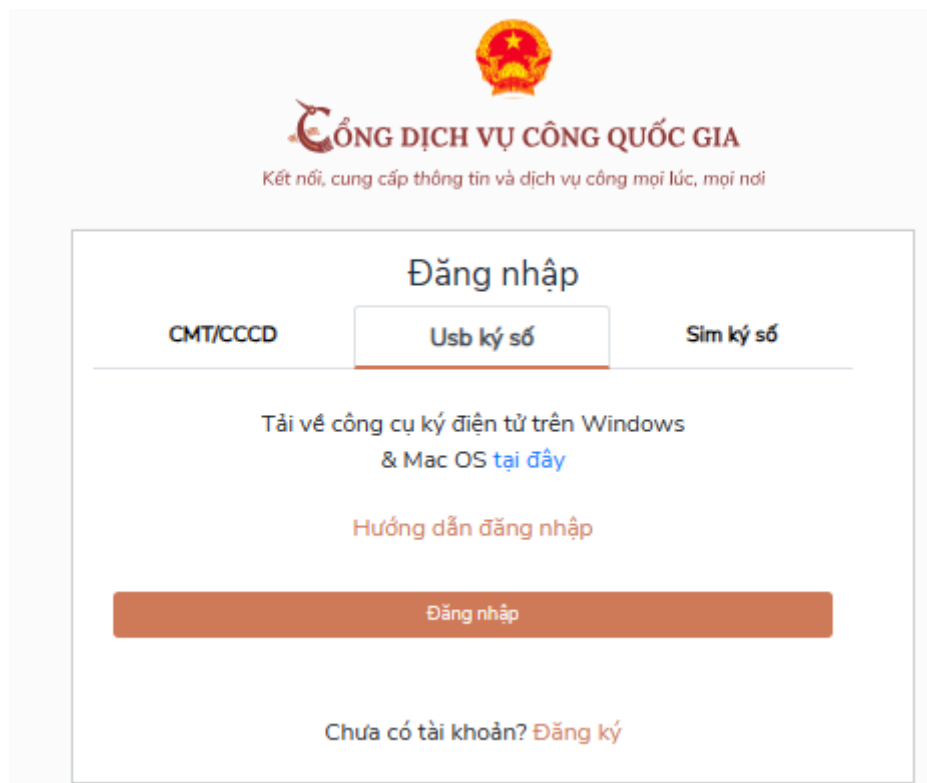 CỔNG DỊCH VỤ CÔNG QUỐC GIA
Kết nối, cung cấp thông tin và dịch vụ công mọi lúc, mọi nơi
Đăng nhập
CMT/CCCD Usb ký số Sim ký số
Tải về công cụ ký điện tử trên Windows
& Mac OS tại đây
Hướng dẫn đăng nhập
Đăng nhập
Chưa có tài khoản? Đăng ký